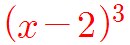 (x − 2)³